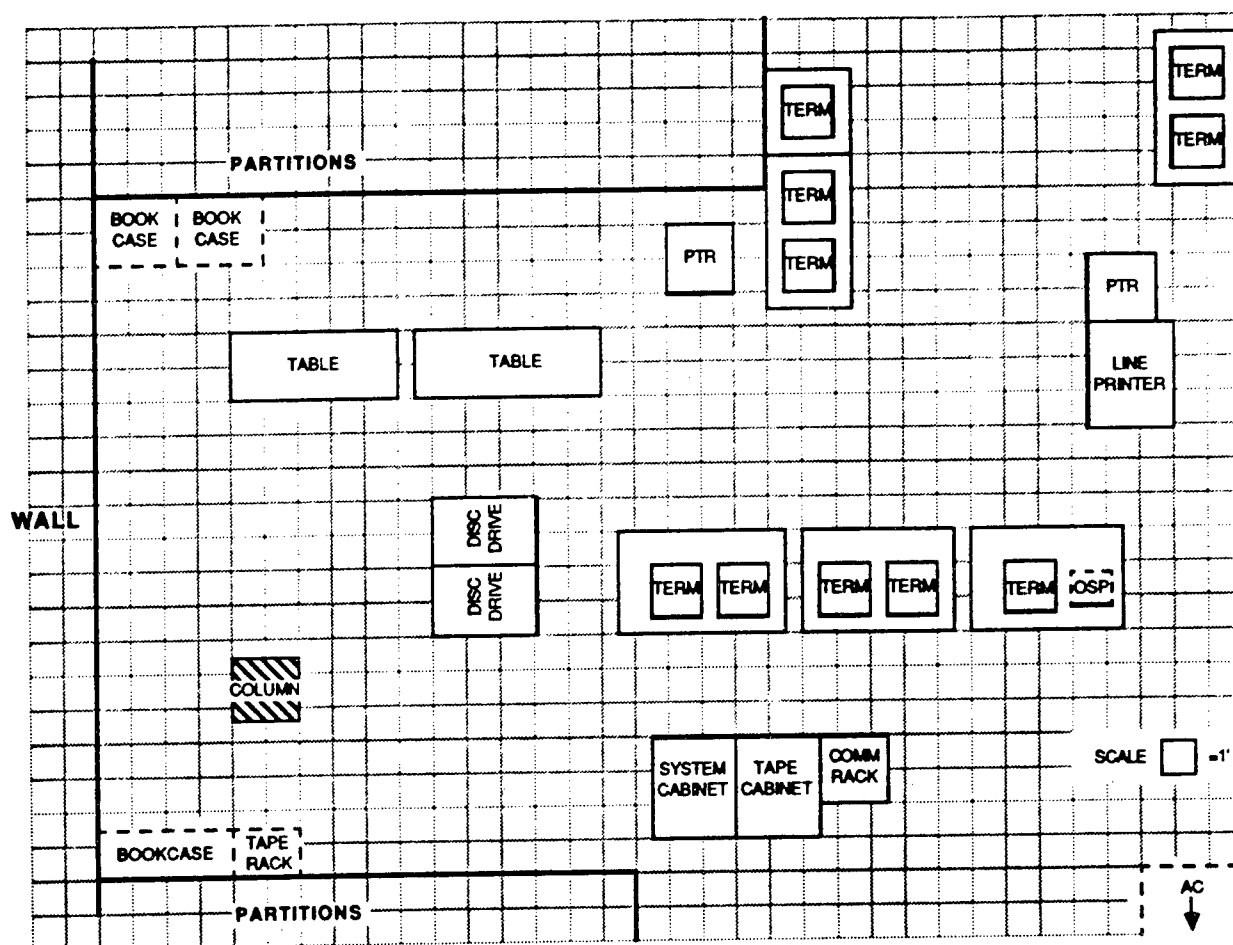 TERM
TERM
TERM
PARTITIONS
TERM
BOOK
CASE
BOOK
CASE
PTR
TERM
PTR
TABLE
TABLE
LINE
PRINTER
WALL
DISC
DRIVE
DISC
DRIVE
TERM
TERM
TERM
TERM
TERM
OSP
COLUMN
SYSTEM
CABINET
TAPE
CABINET
COMM
RACK
SCALE =1'
BOOKCASE
TAPE
RACK
PARTITIONS
AC